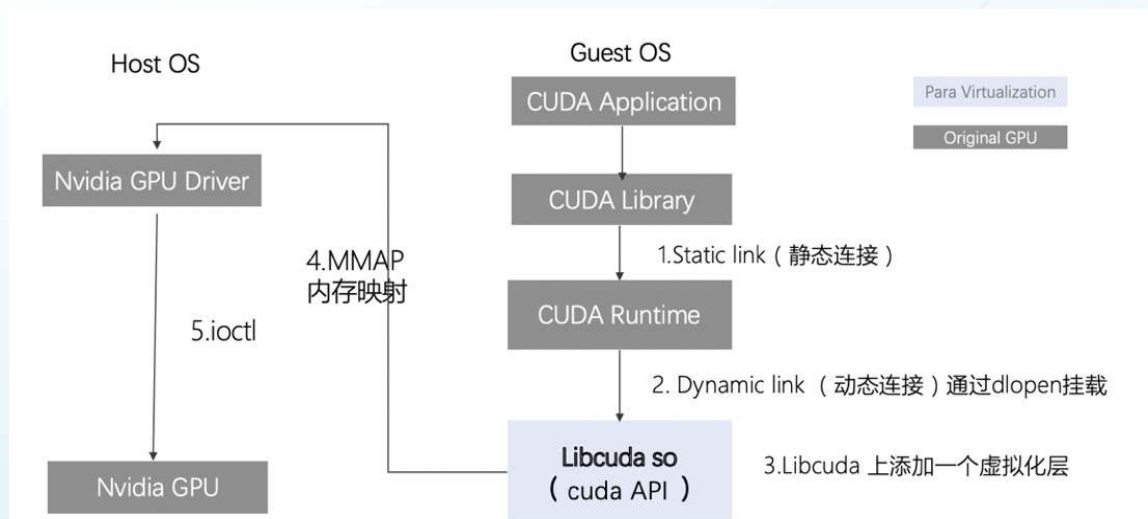 Host OS
Guest OS
CUDA Application
Para Virtualization
Original GPU
Nvidia GPU Driver
CUDA Library
1.Static link（静态连接）
4.MMAP
内存映射
CUDA Runtime
5.ioctl
2. Dynamic link （动态连接）通过dlopen挂载
Libcuda so
（ cuda API ）
3.Libcuda 上添加一个虚拟化层
Nvidia GPU